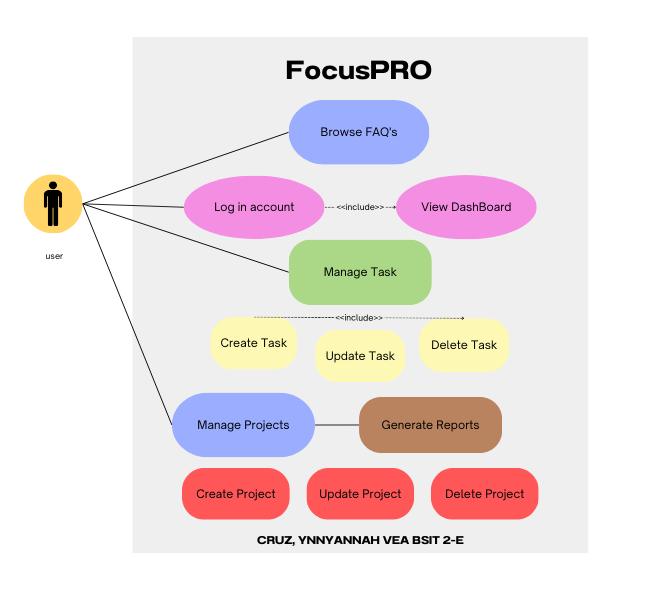 FocusPRO
Browse FAQ's
Log in account
<<include>>
View DashBoard
user
Manage Task
<<include>>
Create Task
Update Task
Delete Task
Manage Projects
Generate Reports
Create Project
Update Project
Delete Project
CRUZ, YNNYANNAH VEA BSIT 2-E